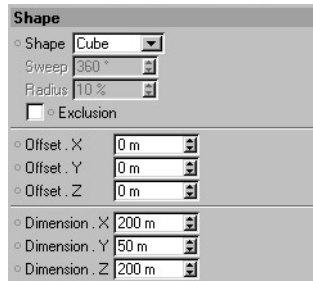 Shape
Shape Cube
Sweep 360 °
Radius 10 %
Exclusion
Offset . X 0 m
Offset . Y 0 m
Offset . Z 0 m
Dimension . X 200 m
Dimension . Y 50 m
Dimension . Z 200 m